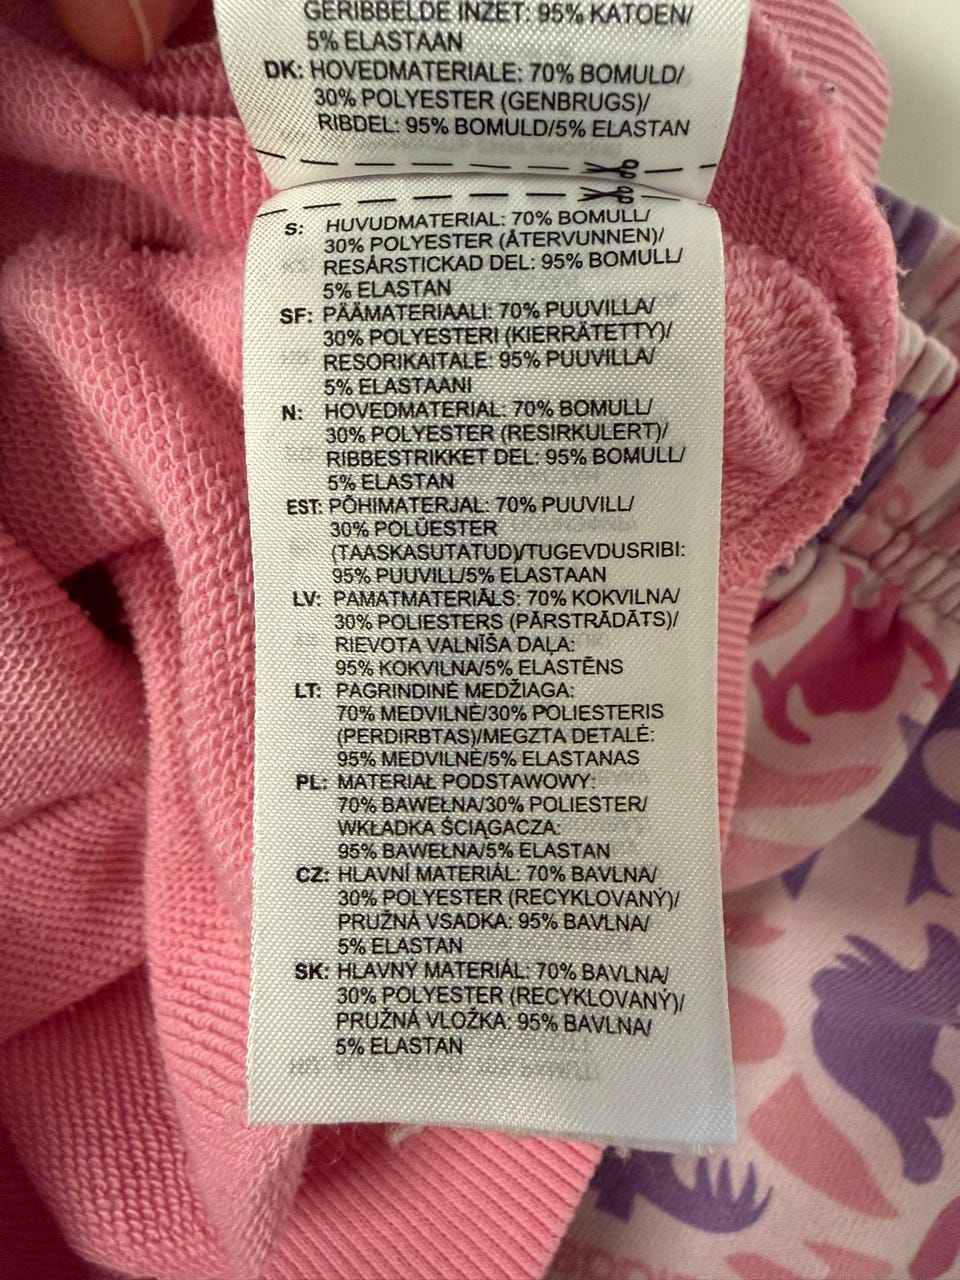 GERIBBELDE INZET: 95% KATOEN/
5% ELASTAAN
DK: HOVEDMATERIALE: 70% BOMULD/
30% POLYESTER (GENBRUGS)/
RIBDEL: 95% BOMULD/5% ELASTAN
S: HUVUDMATERIAL: 70% BOMULL/
30% POLYESTER (ÅTERVUNNEN)/
RESÅRSTICKAD DEL: 95% BOMULL/
5% ELASTAN
SF: PÄÄMATERIAALI: 70% PUUVILLA/
30% POLYESTERI (KIERRÄTETTY)/
RESORIKAITALE: 95% PUUVILLA/
5% ELASTAANI
N: HOVEDMATERIAL: 70% BOMULL/
30% POLYESTER (RESIRKULERT)/
RIBBESTRIKKET DEL: 95% BOMULL/
5% ELASTAN
EST: PÕHIMATERJAL: 70% PUUVILL/
30% POLÜESTER
(TAASKASUTATUD)/TUGEVDUSRIBI:
95% PUUVILL/5% ELASTAAN
LV: PAMATMATERIĀLS: 70% KOKVILNA/
30% POLIESTERS (PĀRSTRĀDĀTS)/
RIEVOTA VALNĪŠA DAĻA:
95% KOKVILNA/5% ELASTĒNS
LT: PAGRINDINĖ MEDŽIAGA:
70% MEDVILNĖ/30% POLIESTERIS
(PERDIRBTAS)/MEGZTA DETALĖ:
95% MEDVILNĖ/5% ELASTANAS
PL: MATERIAŁ PODSTAWOWY:
70% BAWEŁNA/30% POLIESTER/
WKŁADKA ŚCIĄGACZA:
95% BAWEŁNA/5% ELASTAN
CZ: HLAVNÍ MATERIÁL: 70% BAVLNA/
30% POLYESTER (RECYKLOVANÝ)/
PRUŽNÁ VSADKA: 95% BAVLNA/
5% ELASTAN
SK: HLAVNÝ MATERIÁL: 70% BAVLNA/
30% POLYESTER (RECYKLOVANÝ)/
PRUŽNÁ VLOŽKA: 95% BAVLNA/
5% ELASTAN